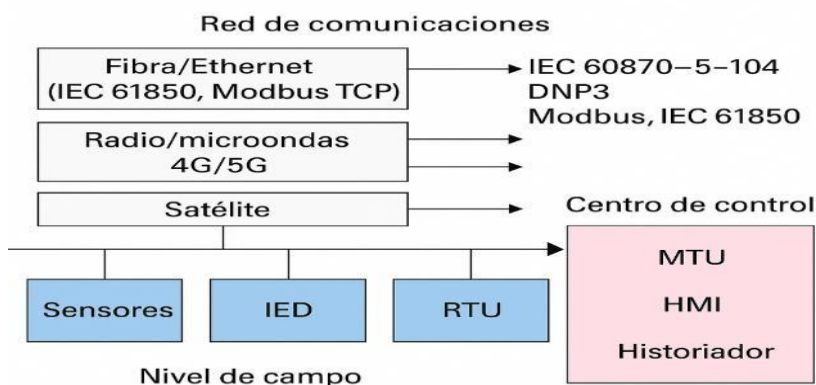 Red de comunicaciones
Fibra/Ethernet
(IEC 61850, Modbus TCP)
IEC 60870–5–104
DNP3
Modbus, IEC 61850
Radio/microondas
4G/5G
Satélite
Centro de control
MTU
HMI
Historiador
Sensores
IED
RTU
Nivel de campo